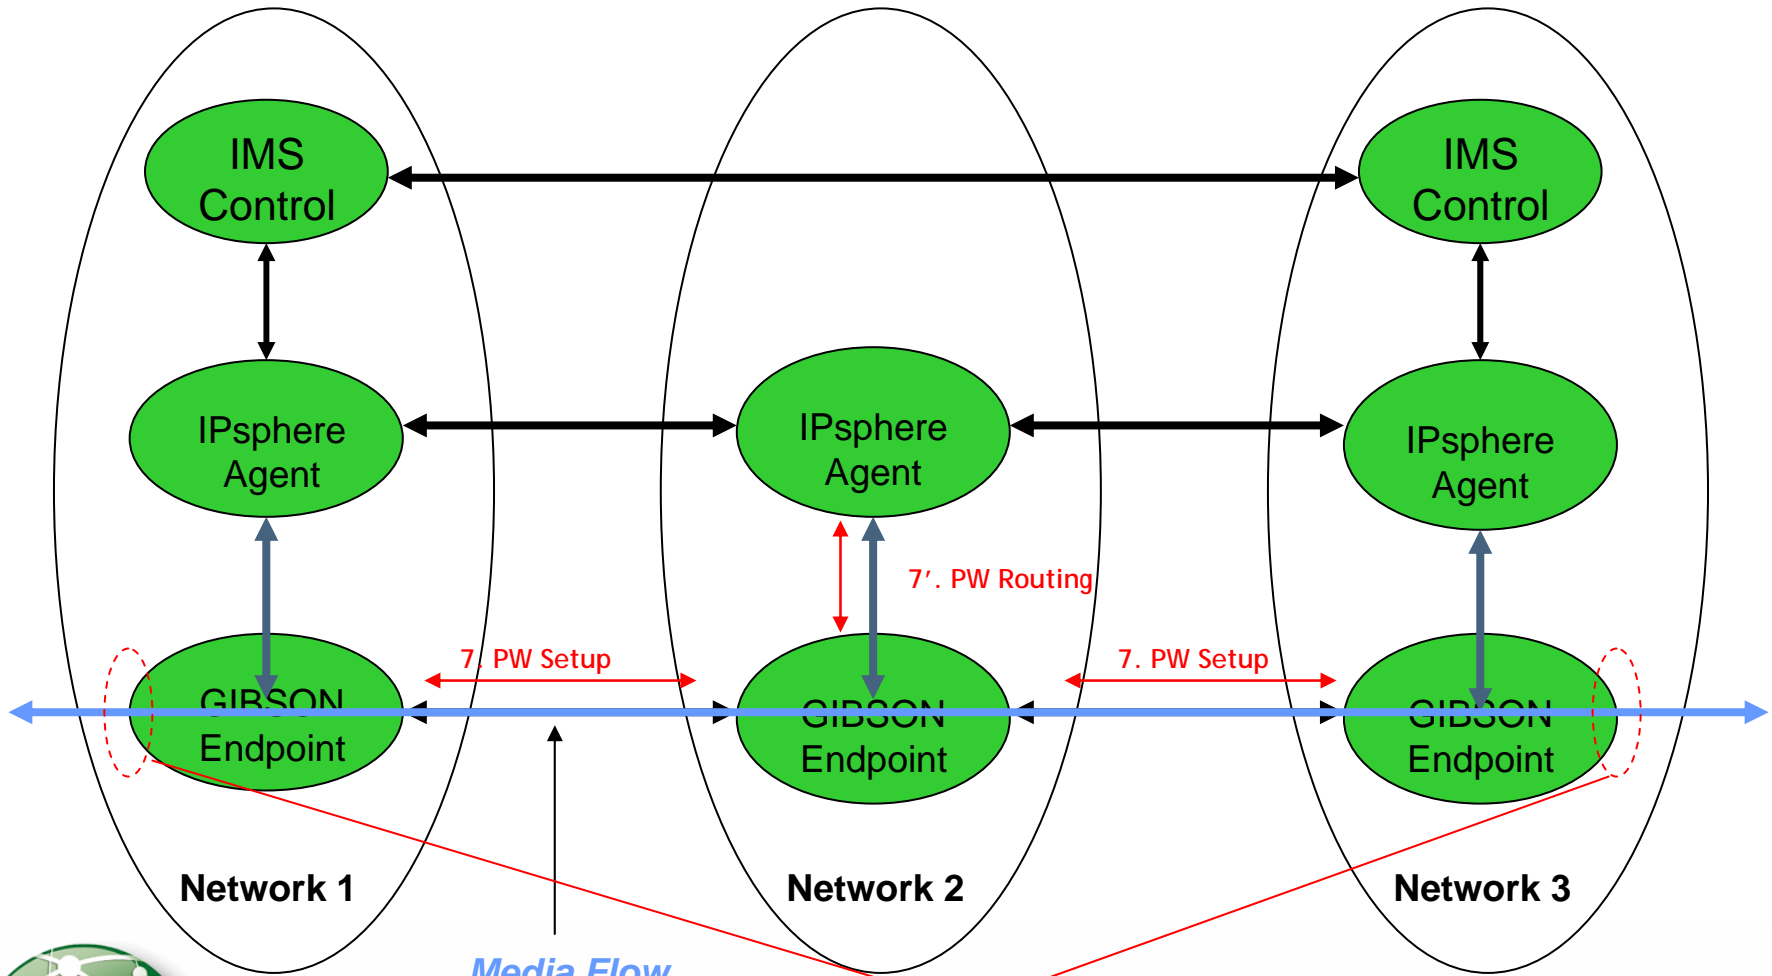 IMS
Control
IMS
Control
IPsphere
Agent
IPsphere
Agent
IPsphere
Agent
7'. PW Routing
7. PW Setup
7. PW Setup
GIBSON
Endpoint
GIBSON
Endpoint
GIBSON
Endpoint
Network 1
Network 2
Network 3
Media Flow